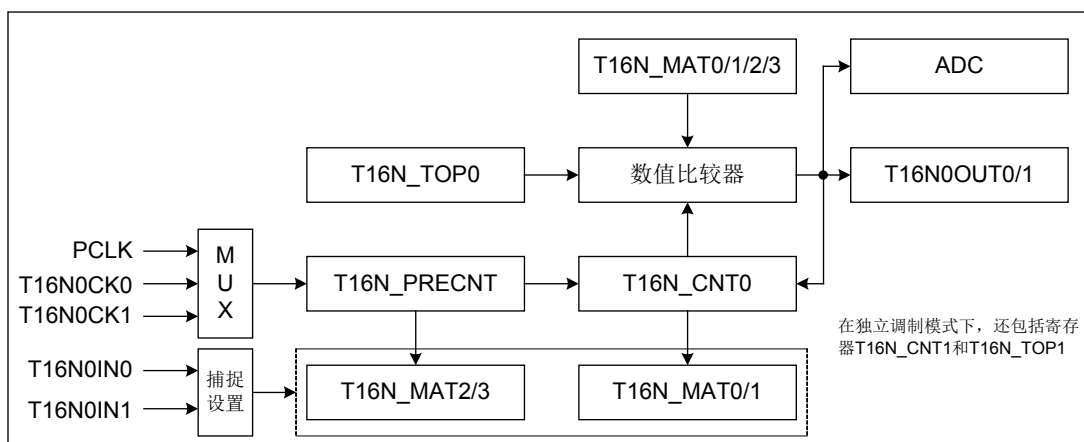 T16N_MAT0/1/2/3
ADC
T16N_TOP0
数值比较器
T16N0OUT0/1
PCLK
T16N0CK0
T16N0CK1
M
U
X
T16N_PRECNT
T16N_CNT0
在独立调制模式下，还包括寄存
器T16N_CNT1和T16N_TOP1
T16N0IN0
T16N0IN1
捕捉
设置
T16N_MAT2/3
T16N_MAT0/1